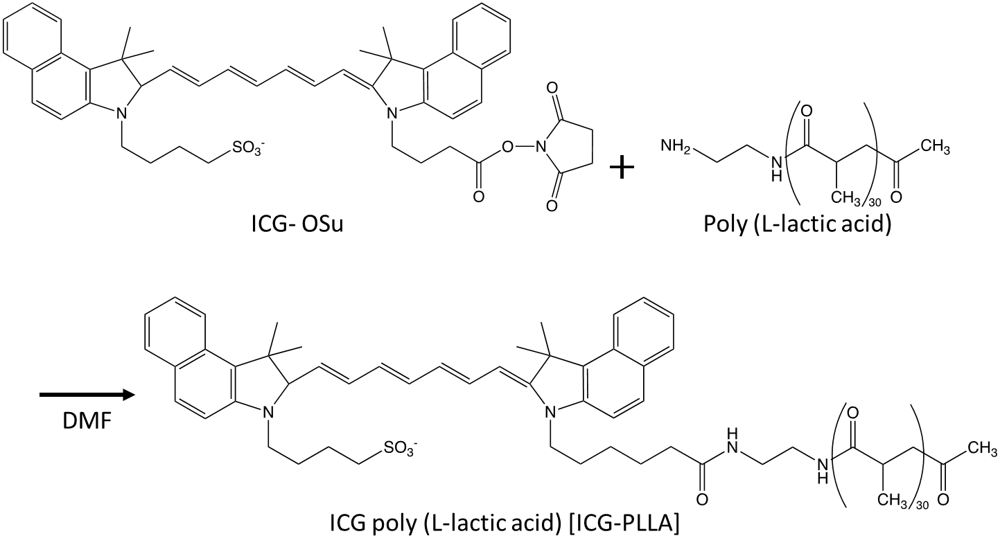 N
SO3-
N
O
O
O
N
O
O
ICG- OSu
+
NH2
N
H
O
CH3
30
O
CH3
Poly (L-lactic acid)
DMF
N
SO3-
N
O
H
N
N
H
O
CH3
30
O
CH3
ICG poly (L-lactic acid) [ICG-PLLA]